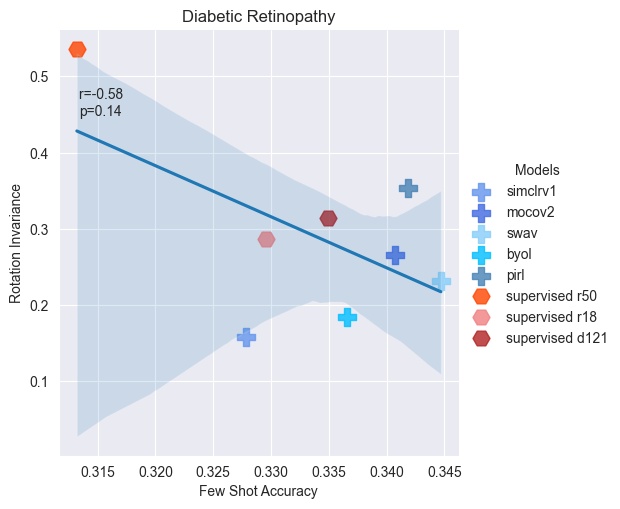 Diabetic Retinopathy
r=-0.58
p=0.14
Rotation Invariance
0.5
0.4
0.3
0.2
0.1
0.315 0.320 0.325 0.330 0.335 0.340 0.345
Few Shot Accuracy
Models
simclrv1
mocov2
swav
byol
pirl
supervised r50
supervised r18
supervised d121